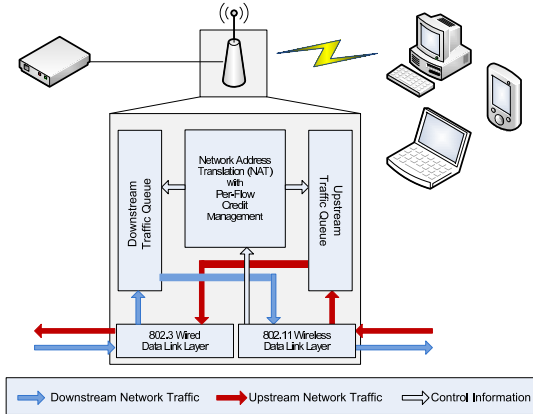 Downstream
Traffic Queue
Network Address
Translation (NAT)
with
Per-Flow
Credit
Management
Upstream
Traffic Queue
802.3 Wired
Data Link Layer
802.11 Wireless
Data Link Layer
Downstream Network Traffic
Upstream Network Traffic
Control Information